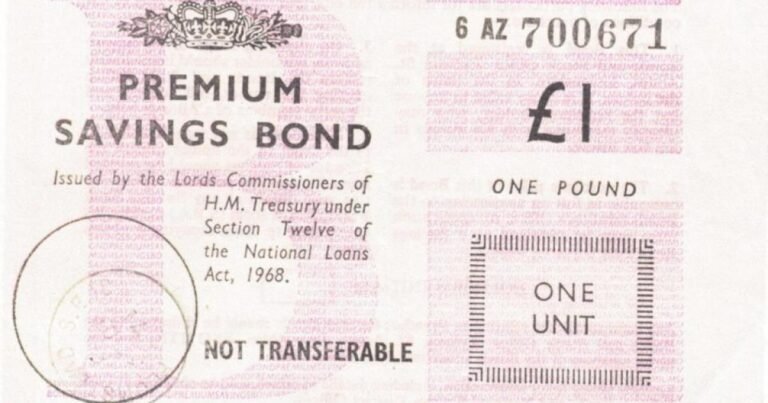 6 AZ 700671
PREMIUM
SAVINGS BOND
£1
Issued by the Lords Commissioners of
H.M. Treasury under
Section Twelve of
the National Loans
Act, 1968.
ONE POUND
ONE
UNIT
NOT TRANSFERABLE